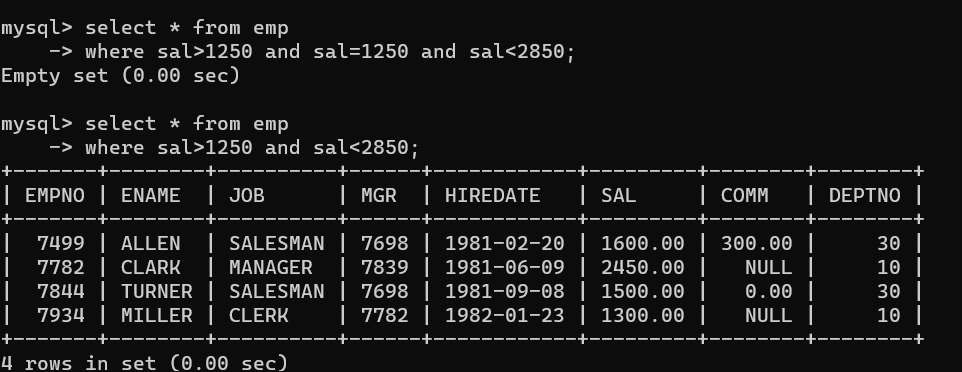 mysql> select * from emp
    -> where sal>1250 and sal=1250 and sal<2850;
Empty set (0.00 sec)

mysql> select * from emp
    -> where sal>1250 and sal<2850;
+-------+--------+----------+------+------------+---------+--------+--------+
| EMPNO | ENAME  | JOB      | MGR  | HIREDATE   | SAL     | COMM   | DEPTNO |
+-------+--------+----------+------+------------+---------+--------+--------+
|  7499 | ALLEN  | SALESMAN | 7698 | 1981-02-20 | 1600.00 | 300.00 |     30 |
|  7782 | CLARK  | MANAGER  | 7839 | 1981-06-09 | 2450.00 |   NULL |     10 |
|  7844 | TURNER | SALESMAN | 7698 | 1981-09-08 | 1500.00 |   0.00 |     30 |
|  7934 | MILLER | CLERK    | 7782 | 1982-01-23 | 1300.00 |   NULL |     10 |
+-------+--------+----------+------+------------+---------+--------+--------+
4 rows in set (0.00 sec)